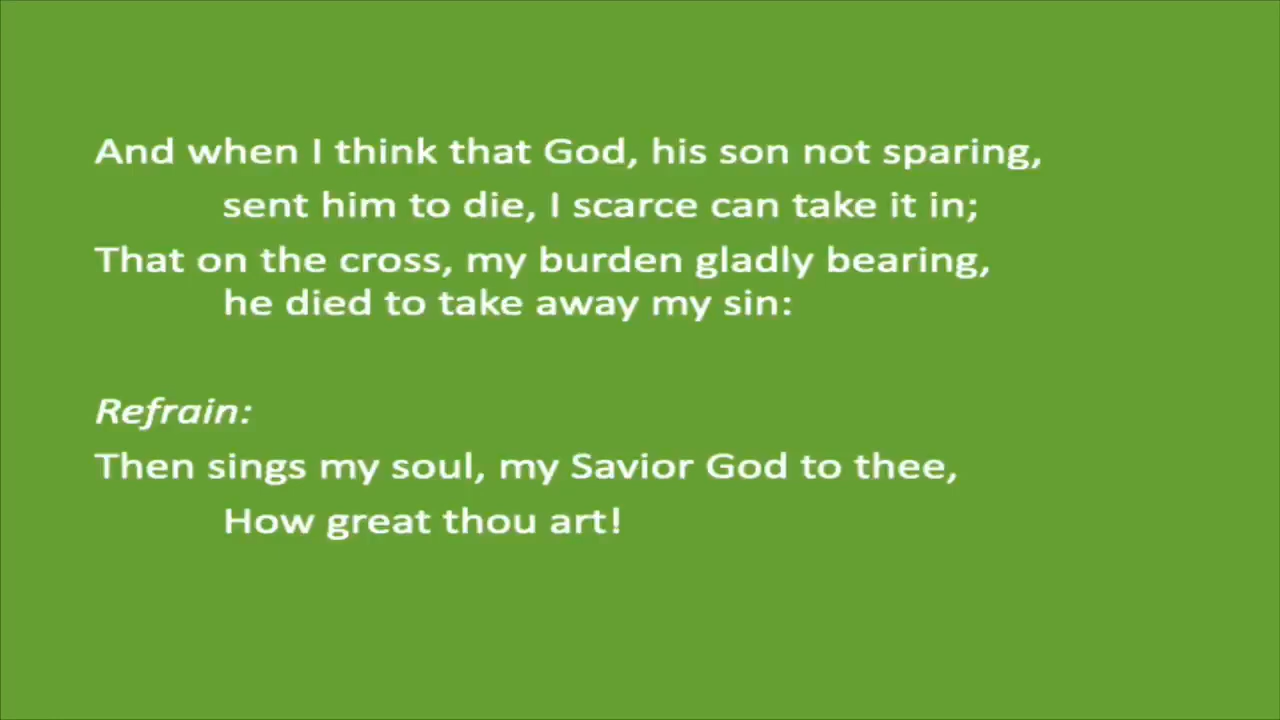 And when I think that God, his son not sparing,
sent him to die, I scarce can take it in;
That on the cross, my burden gladly bearing,
he died to take away my sin:
Refrain:
Then sings my soul, my Savior God to thee,
How great thou art!